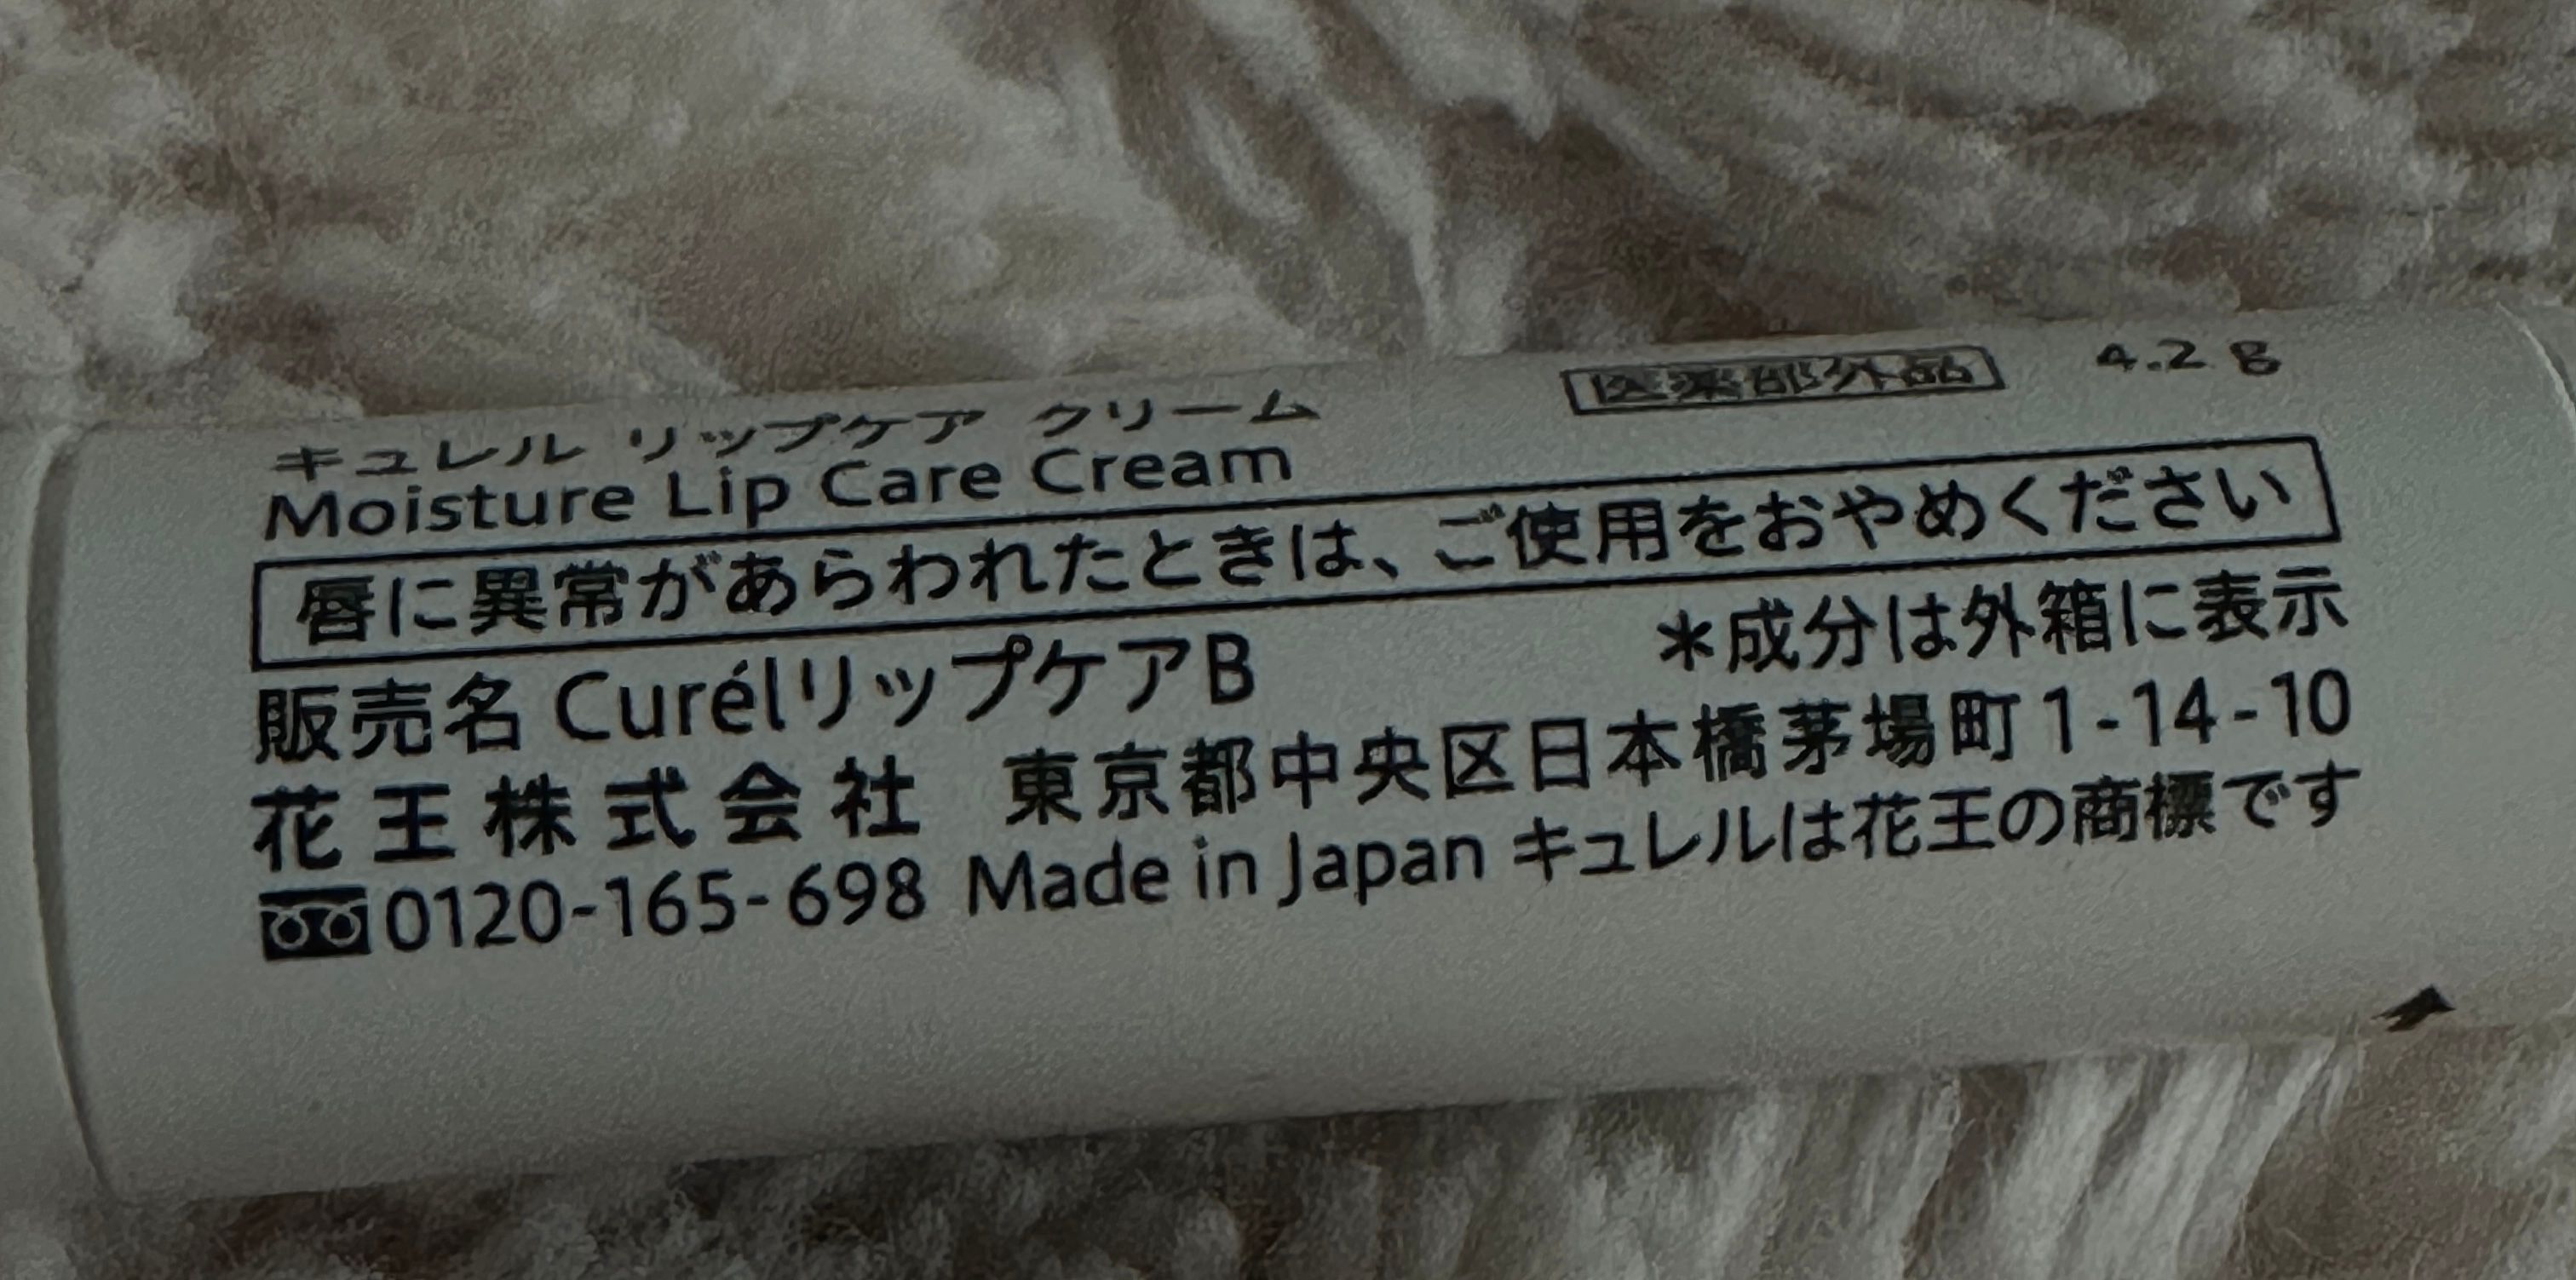 キュレル リップケア クリーム 医薬部外品 4.2 g
Moisture Lip Care Cream
唇に異常があらわれたときは、ご使用をおやめください
販売名 CurélリップケアB ＊成分は外箱に表示
花王株式会社 東京都中央区日本橋茅場町1-14-10
0120-165-698 Made in Japan キュレルは花王の商標です